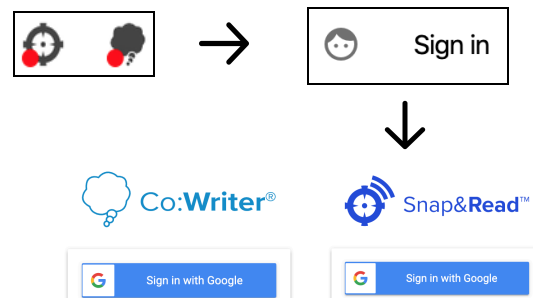 Sign in
Co:Writer®
Snap&Read™
Sign in with Google
Sign in with Google